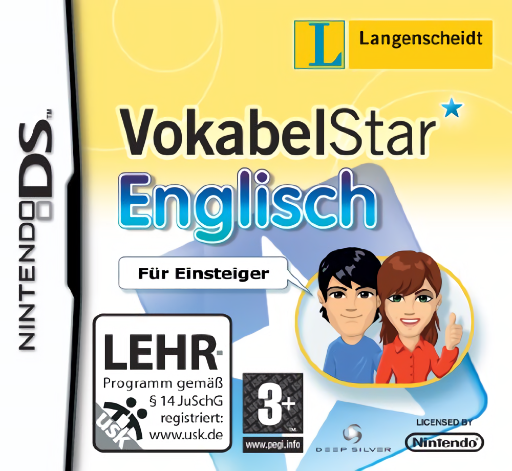 L Langenscheidt
VokabelStar
Englisch
Für Einsteiger
NINTENDO DS™
LEHR-
Programm gemäß
§ 14 JuSchG
registriert:
www.usk.de
USK
3+
www.pegi.info
DEEP SILVER
LICENSED BY
Nintendo